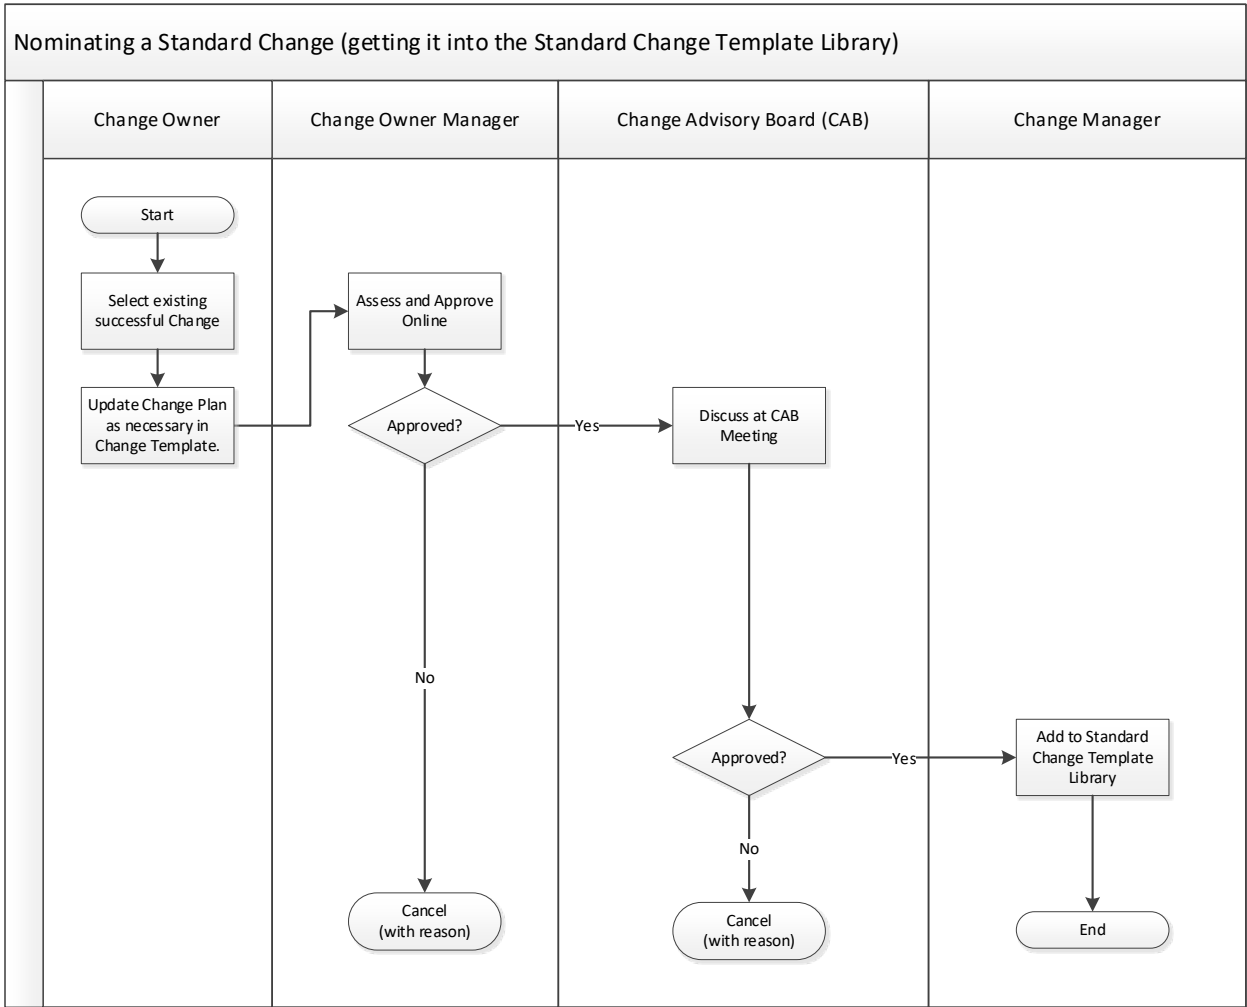 Nominating a Standard Change (getting it into the Standard Change Template Library)
Change Owner
Change Owner Manager
Change Advisory Board (CAB)
Change Manager
Start
Select existing
successful Change
Update Change Plan
as necessary in
Change Template.
Assess and Approve
Online
Approved?
Yes
No
Cancel
(with reason)
Discuss at CAB
Meeting
Approved?
Yes
No
Cancel
(with reason)
Add to Standard
Change Template
Library
End